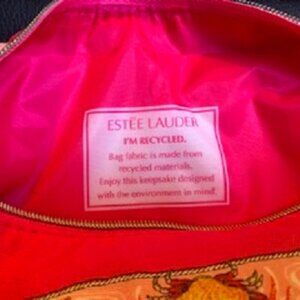 ESTĒE LAUDER
I'M RECYCLED.
Bag fabric is made from
recycled materials.
Enjoy this keepsake designed
with the environment in mind.